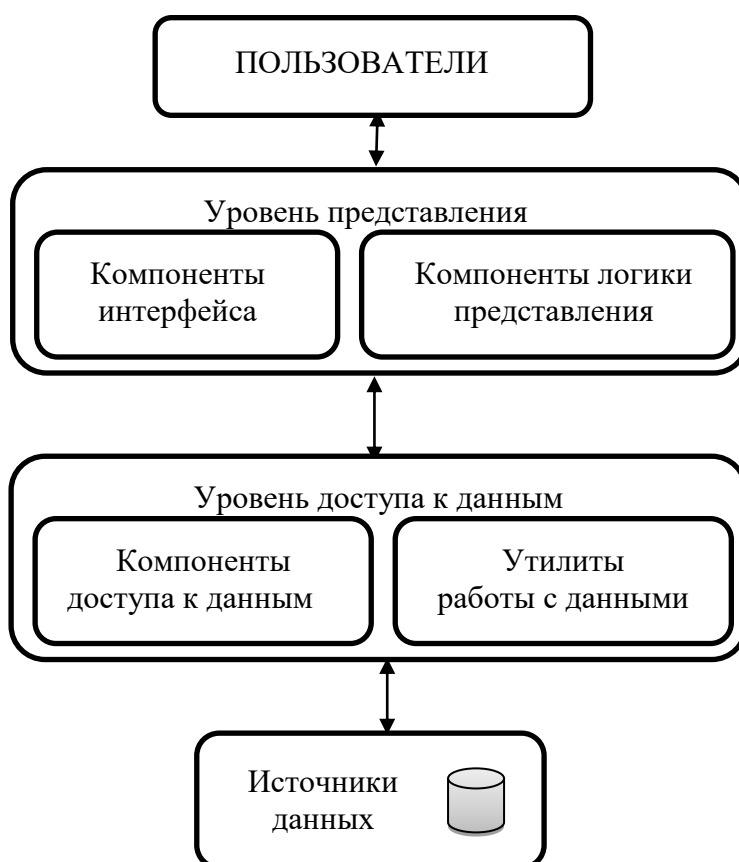 ПОЛЬЗОВАТЕЛИ
Уровень представления
Компоненты
интерфейса
Компоненты логики
представления
Уровень доступа к данным
Компоненты
доступа к данным
Утилиты
работы с данными
Источники
данных